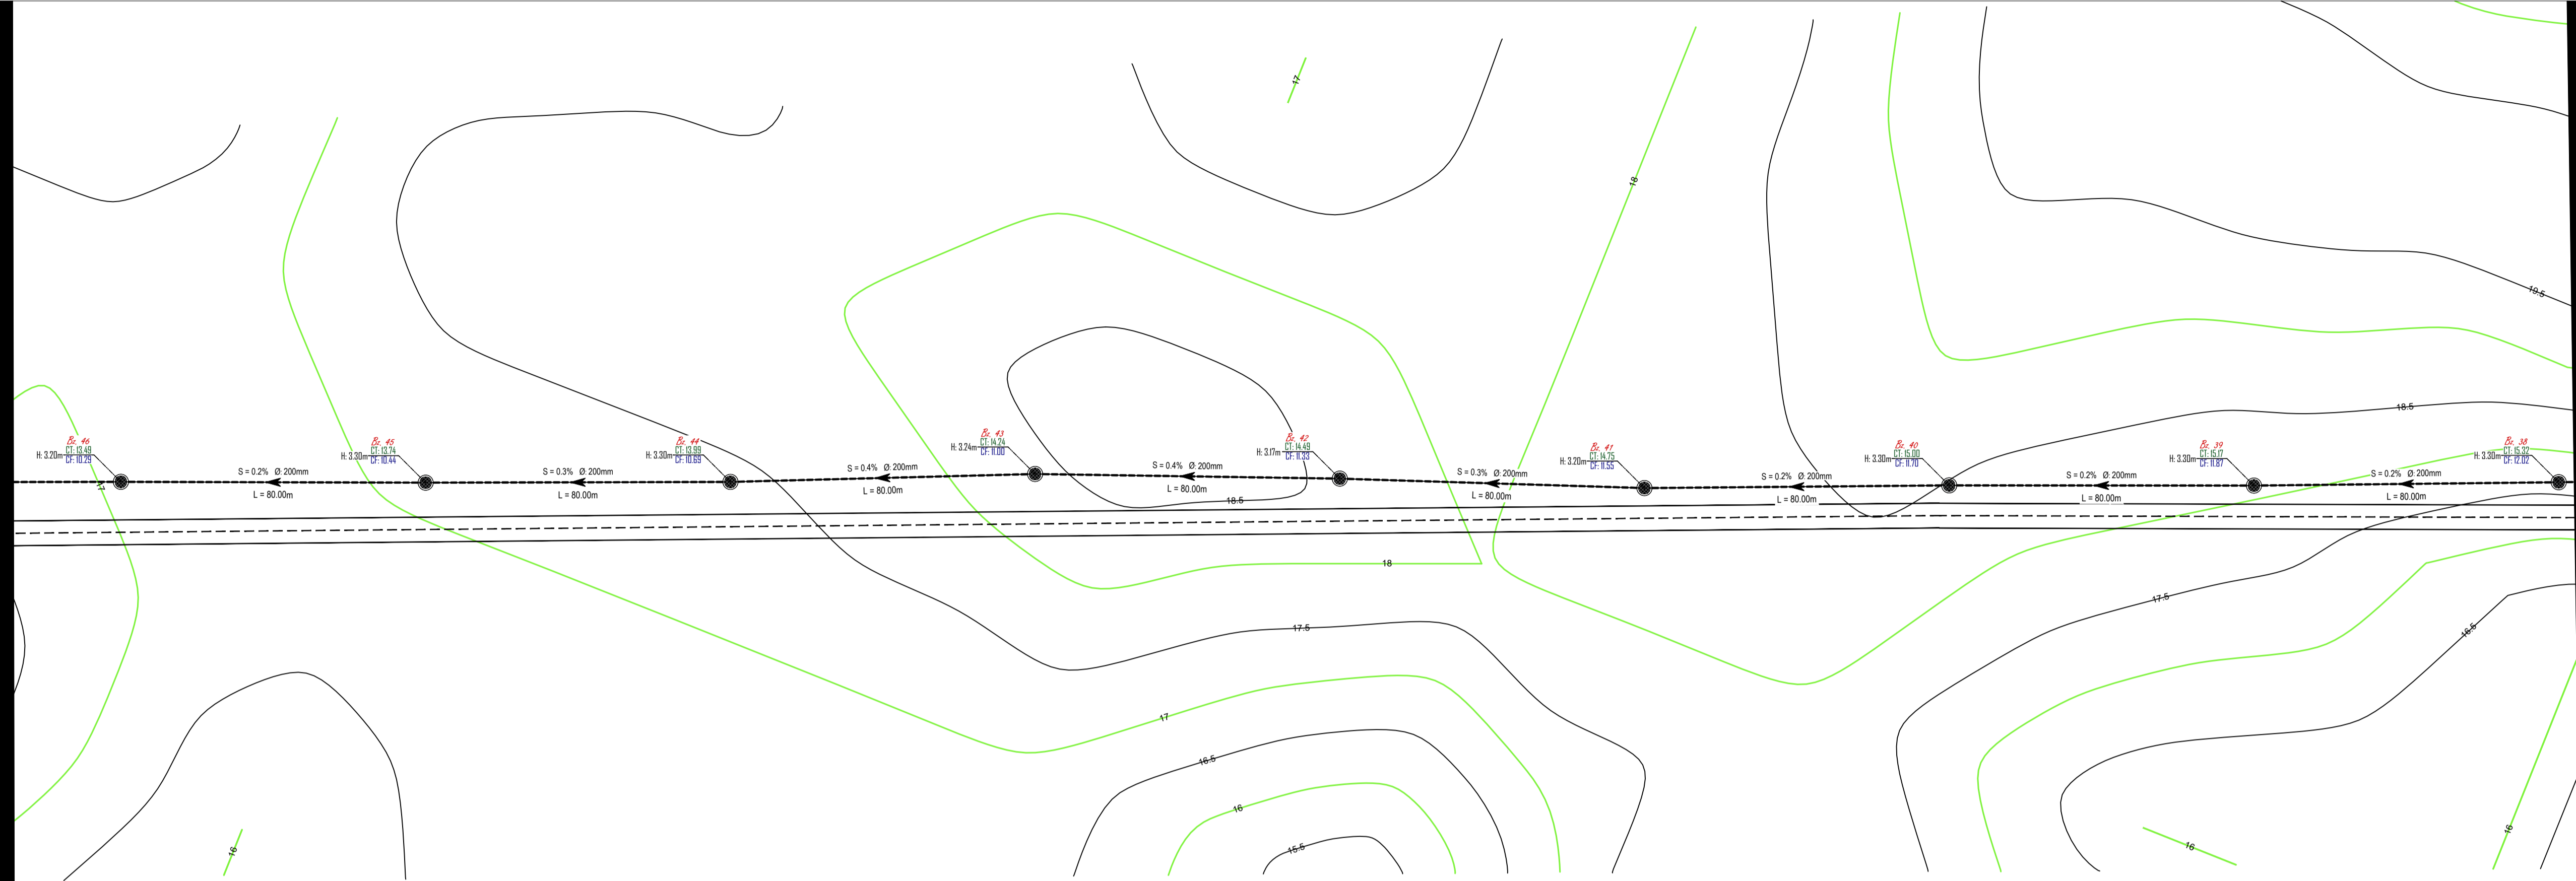 17
18
19.5
18.5
Bz. 46
CT: 13.49
H: 3.20m
CF: 10.29
S = 0.2% Ø: 200mm
L = 80.00m
Bz. 45
CT: 13.74
H: 3.30m
CF: 10.44
S = 0.3% Ø: 200mm
L = 80.00m
Bz. 44
CT: 13.99
H: 3.30m
CF: 10.69
S = 0.4% Ø: 200mm
L = 80.00m
Bz. 43
CT: 14.24
H: 3.24m
CF: 11.00
S = 0.4% Ø: 200mm
L = 80.00m
Bz. 42
CT: 14.49
H: 3.17m
CF: 11.33
S = 0.3% Ø: 200mm
L = 80.00m
Bz. 41
CT: 14.75
H: 3.20m
CF: 11.55
S = 0.2% Ø: 200mm
L = 80.00m
Bz. 40
CT: 15.00
H: 3.30m
CF: 11.70
S = 0.2% Ø: 200mm
L = 80.00m
Bz. 39
CT: 15.17
H: 3.30m
CF: 11.87
S = 0.2% Ø: 200mm
L = 80.00m
Bz. 38
CT: 15.32
H: 3.30m
CF: 12.02
17
18.5
18
17.5
17.5
16.5
17
16.5
16
15.5
16
16
16